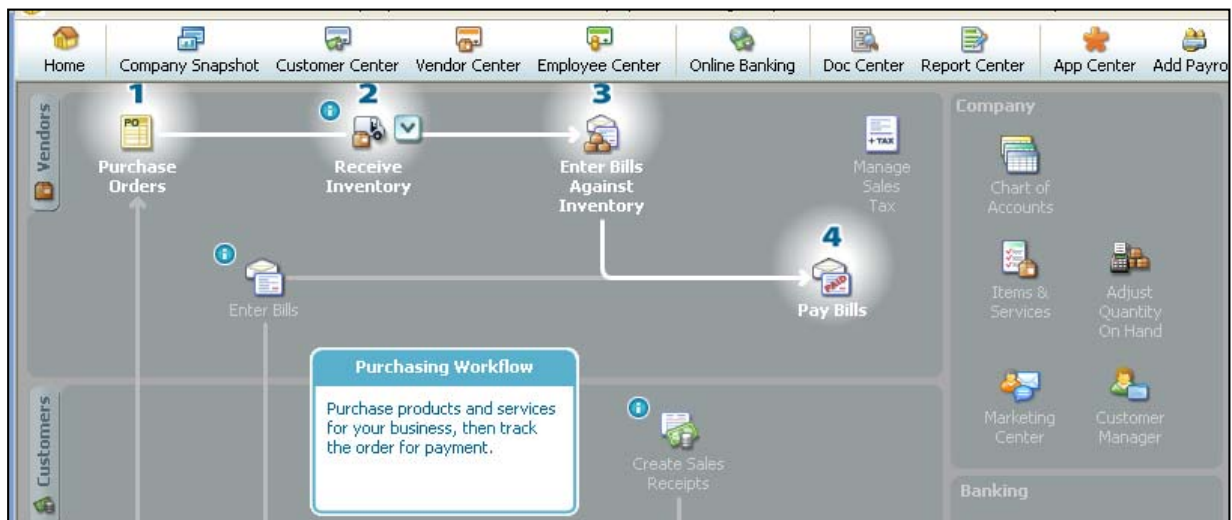 Home Company Snapshot Customer Center Vendor Center Employee Center Online Banking Doc Center Report Center App Center Add Payro
Vendors
1 2 3
PO
Purchase
Orders
Receive
Inventory
Enter Bills
Against
Inventory
+ TAX
Manage
Sales
Tax
4
PAID
Pay Bills
Enter Bills
Purchasing Workflow
Purchase products and services
for your business, then track
the order for payment.
Customers
Create Sales
Receipts
Company
Chart of
Accounts
Items &
Services
Adjust
Quantity
On Hand
Marketing
Center
Customer
Manager
Banking